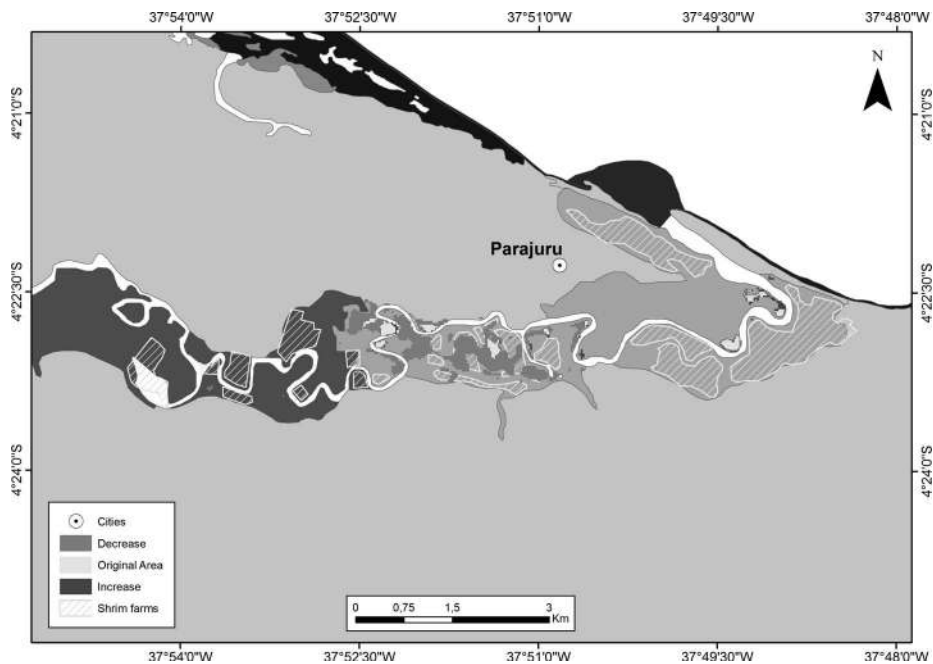 37°54'0"W 37°52'30"W 37°51'0"W 37°49'30"W 37°48'0"W
N
4°21'0"S 4°21'0"S
Parajuru
4°22'30"S 4°22'30"S
4°24'0"S 4°24'0"S
Cities
Decrease
Original Area
Increase
Shrim farms
0 0,75 1,5 3
Km
37°54'0"W 37°52'30"W 37°51'0"W 37°49'30"W 37°48'0"W